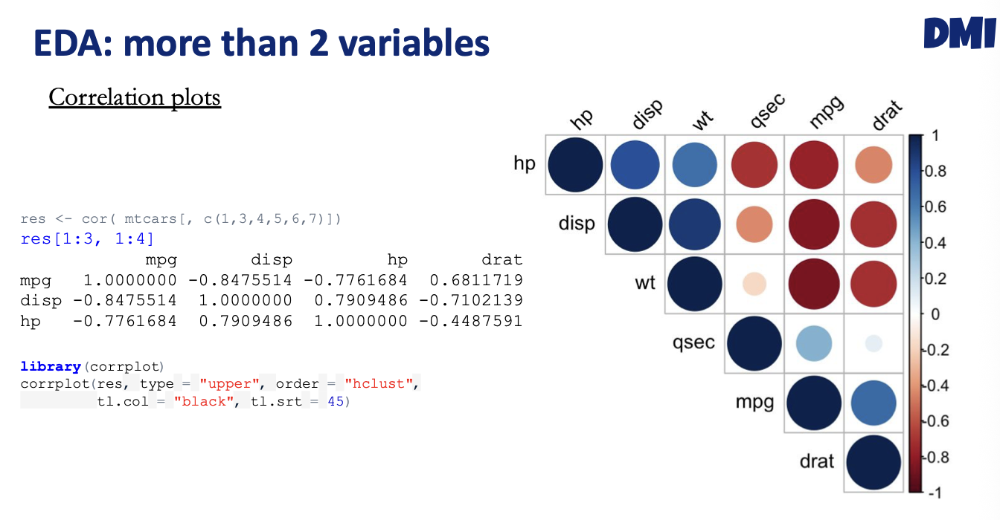 EDA: more than 2 variables
DMI
Correlation plots
res <- cor( mtcars[, c(1,3,4,5,6,7)])
res[1:3, 1:4]
mpg disp hp drat
mpg 1.0000000 -0.8475514 -0.7761684 0.6811719
disp -0.8475514 1.0000000 0.7909486 -0.7102139
hp -0.7761684 0.7909486 1.0000000 -0.4487591
library(corrplot)
corrplot(res, type = "upper", order = "hclust",
tl.col = "black", tl.srt = 45)
hp disp wt qsec mpg drat
hp
disp
wt
qsec
mpg
drat
1
0.8
0.6
0.4
0.2
0
-0.2
-0.4
-0.6
-0.8
-1